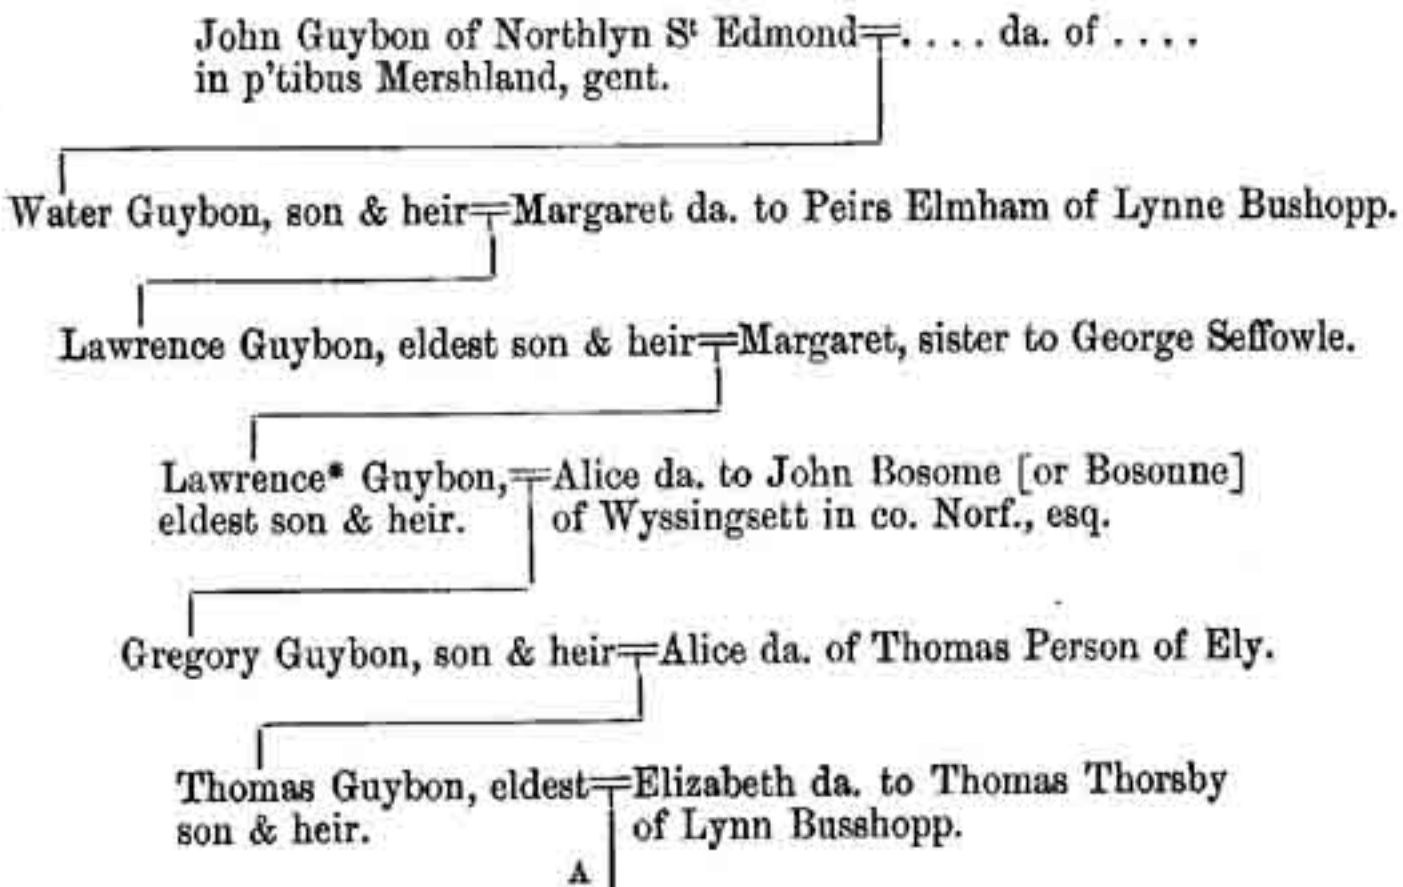 John Guybon of Northlyn Sᵗ Edmond=. . . . da. of . . . .
in p'tibus Mershland, gent.
Water Guybon, son & heir=Margaret da. to Peirs Elmham of Lynne Bushopp.
Lawrence Guybon, eldest son & heir=Margaret, sister to George Seffowle.
Lawrence* Guybon,=Alice da. to John Bosome [or Bosonne]
eldest son & heir. of Wyssingsett in co. Norf., esq.
Gregory Guybon, son & heir=Alice da. of Thomas Person of Ely.
Thomas Guybon, eldest=Elizabeth da. to Thomas Thorsby
son & heir. of Lynn Busshopp.
A